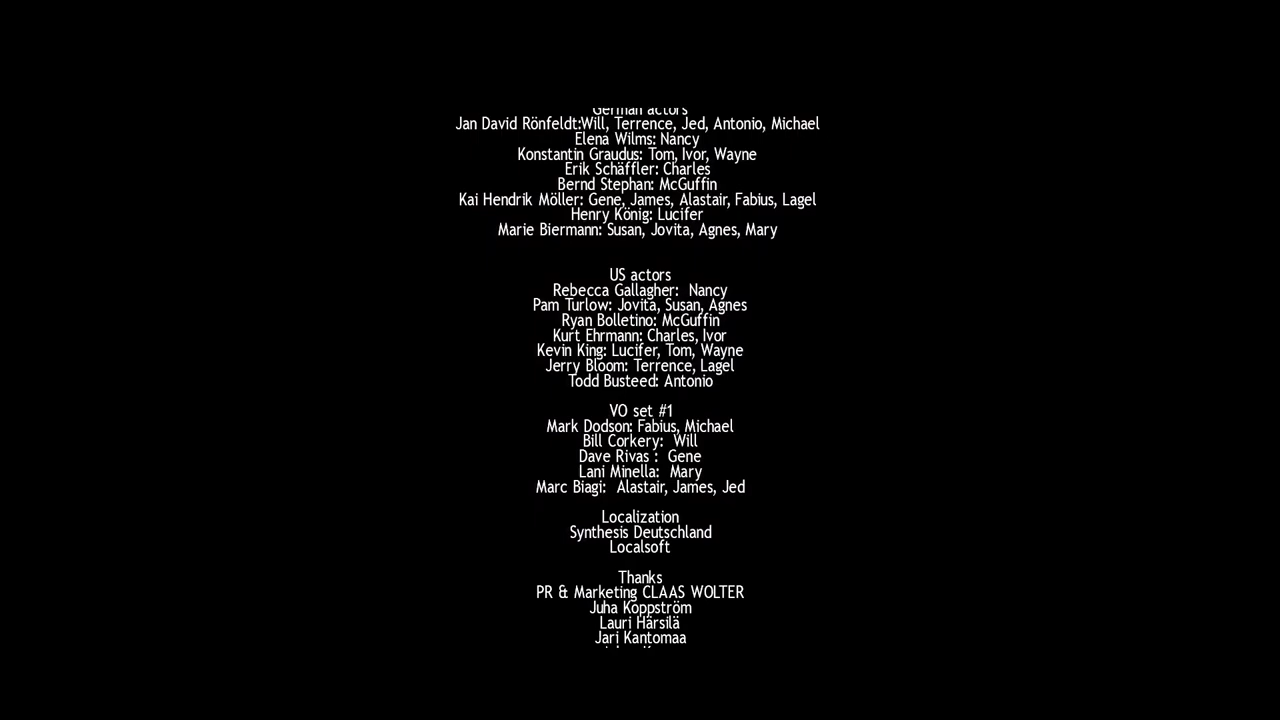 German actors
Jan David Rönfeldt:Will, Terrence, Jed, Antonio, Michael
Elena Wilms: Nancy
Konstantin Graudus: Tom, Ivor, Wayne
Erik Schäffler: Charles
Bernd Stephan: McGuffin
Kai Hendrik Möller: Gene, James, Alastair, Fabius, Lagel
Henry König: Lucifer
Marie Biermann: Susan, Jovita, Agnes, Mary
US actors
Rebecca Gallagher:  Nancy
Pam Turlow: Jovita, Susan, Agnes
Ryan Bolletino: McGuffin
Kurt Ehrmann: Charles, Ivor
Kevin King: Lucifer, Tom, Wayne
Jerry Bloom: Terrence, Lagel
Todd Busteed: Antonio
VO set #1
Mark Dodson: Fabius, Michael
Bill Corkery:  Will
Dave Rivas :  Gene
Lani Minella:  Mary
Marc Biagi:  Alastair, James, Jed
Localization
Synthesis Deutschland
Localsoft
Thanks
PR & Marketing CLAAS WOLTER
Juha Koppström
Lauri Härsilä
Jari Kantomaa